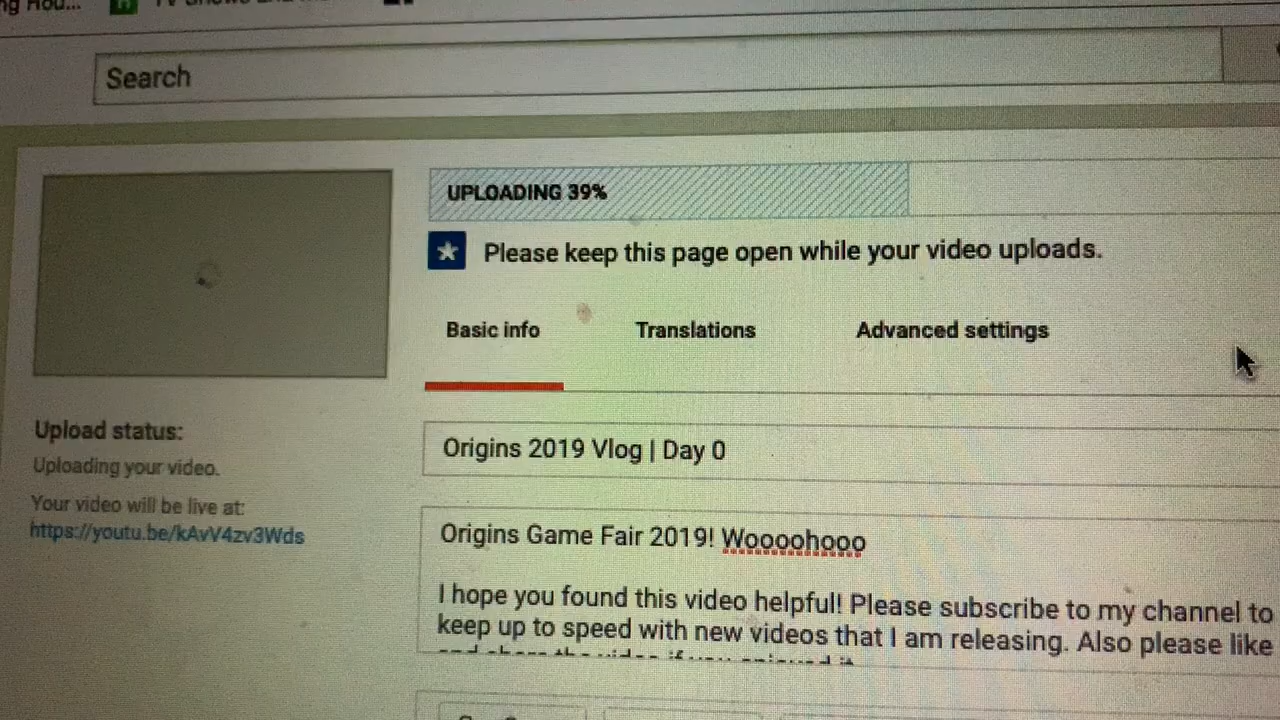 Search
UPLOADING 39%
Please keep this page open while your video uploads.
Basic info
Translations
Advanced settings
Upload status:
Uploading your video.
Your video will be live at:
https://youtu.be/kAvV4zv3Wds
Origins 2019 Vlog | Day 0
Origins Game Fair 2019! Woooohooo
I hope you found this video helpful! Please subscribe to my channel to
keep up to speed with new videos that I am releasing. Also please like